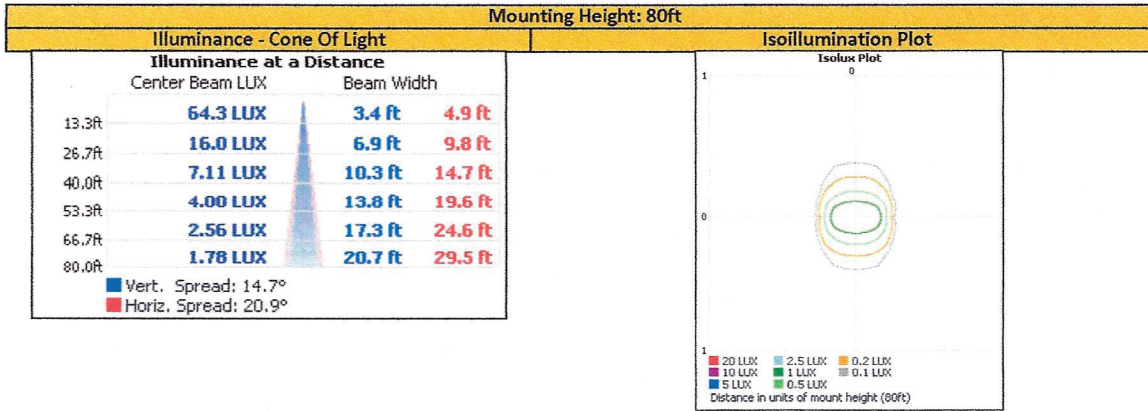 Mounting Height: 80ft
Illuminance - Cone Of Light
Isoillumination Plot
Illuminance at a Distance
Center Beam LUX Beam Width
13.3ft 64.3 LUX 3.4 ft 4.9 ft
26.7ft 16.0 LUX 6.9 ft 9.8 ft
40.0ft 7.11 LUX 10.3 ft 14.7 ft
53.3ft 4.00 LUX 13.8 ft 19.6 ft
66.7ft 2.56 LUX 17.3 ft 24.6 ft
80.0ft 1.78 LUX 20.7 ft 29.5 ft
Vert. Spread: 14.7°
Horiz. Spread: 20.9°
Isolux Plot
0
1
0
1
20 LUX 2.5 LUX 0.2 LUX
10 LUX 1 LUX 0.1 LUX
5 LUX 0.5 LUX
Distance in units of mount height (80ft)